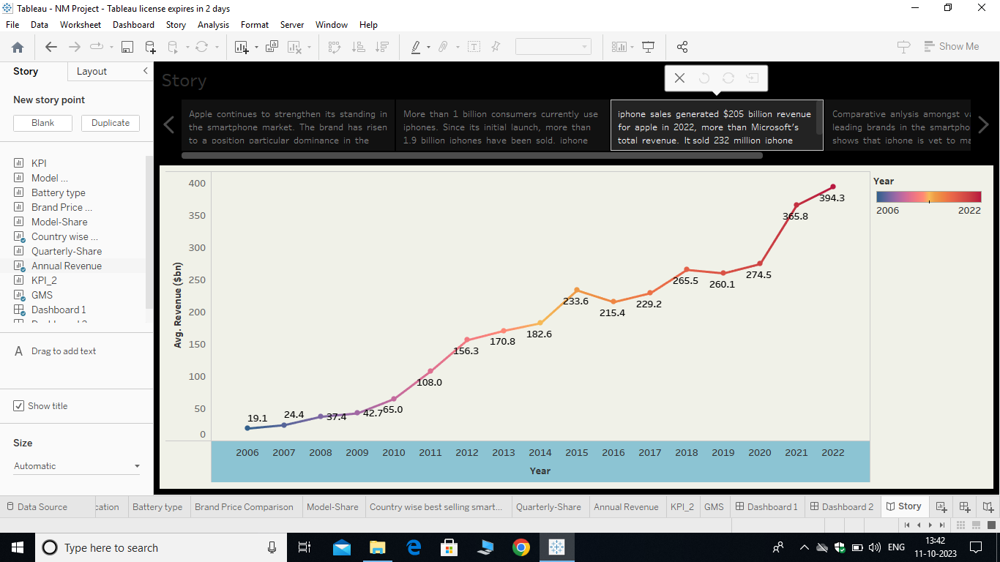 Tableau - NM Project - Tableau license expires in 2 days
File Data Worksheet Dashboard Story Analysis Format Server Window Help
Show Me
Story Layout
New story point
Blank Duplicate
KPI
Model ...
Battery type
Brand Price ...
Model-Share
Country wise ...
Quarterly-Share
Annual Revenue
KPI_2
GMS
Dashboard 1
A Drag to add text
Show title
Size
Automatic
Story
Apple continues to strengthen its standing in
the smartphone market. The brand has risen
to a position particular dominance in the
More than 1 billion consumers currently use
iphones. Since its initial launch, more than
1.9 billion iphones have been sold. iphone
iphone sales generated $205 billion revenue
for apple in 2022, more than Microsoft's
total revenue. It sold 232 million iphone
Comparative anlysis amongst
leading brands in the
shows that iphone is yet to
400
350
300
250
200
150
100
50
0
Avg. Revenue ($bn)
19.1
24.4
37.4
42.7
65.0
108.0
156.3
170.8
182.6
233.6
215.4
229.2
265.5
260.1
274.5
365.8
394.3
2006 2007 2008 2009 2010 2011 2012 2013 2014 2015 2016 2017 2018 2019 2020 2021 2022
Year
Year
2006 2022
Data Source cation Battery type Brand Price Comparison Model-Share Country wise best selling smart... Quarterly-Share Annual Revenue KPI_2 GMS Dashboard 1 Dashboard 2 Story
Type here to search
ENG
13:42
11-10-2023